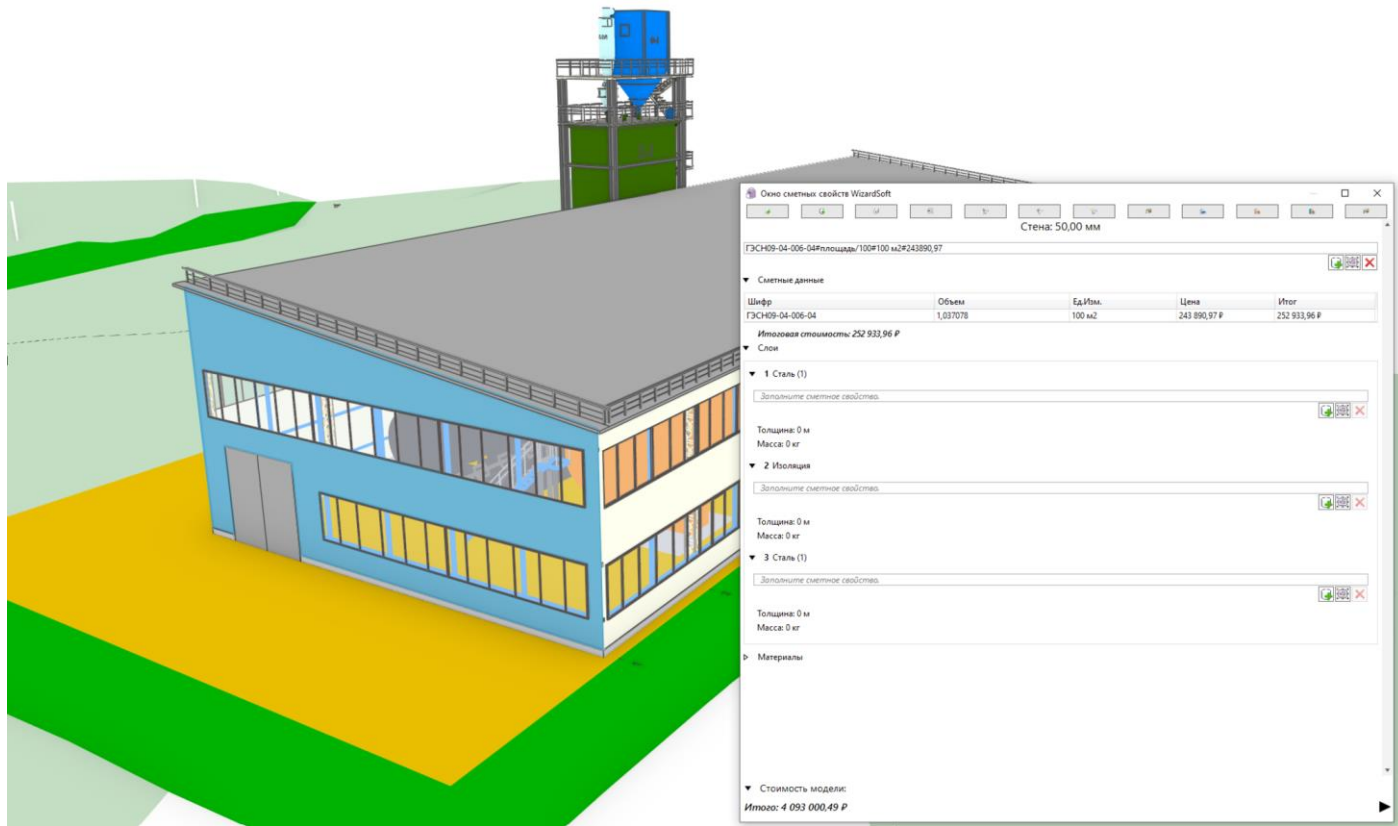 Окно сметных свойств WizardSoft
Стена: 50,00 мм
ГЭСН09-04-006-04#площадь/100#100 м2#243890,97
Сметные данные
Шифр Объем Ед.Изм. Цена Итог
ГЭСН09-04-006-04 1,037078 100 м2 243 890,97 ₽ 252 933,96 ₽
Итоговая стоимость: 252 933,96 ₽
Слои
1 Сталь (1)
Заполните сметное свойство.
Толщина: 0 м
Масса: 0 кг
2 Изоляция
Заполните сметное свойство.
Толщина: 0 м
Масса: 0 кг
3 Сталь (1)
Заполните сметное свойство.
Толщина: 0 м
Масса: 0 кг
Материалы
Стоимость модели:
Итого: 4 093 000,49 ₽